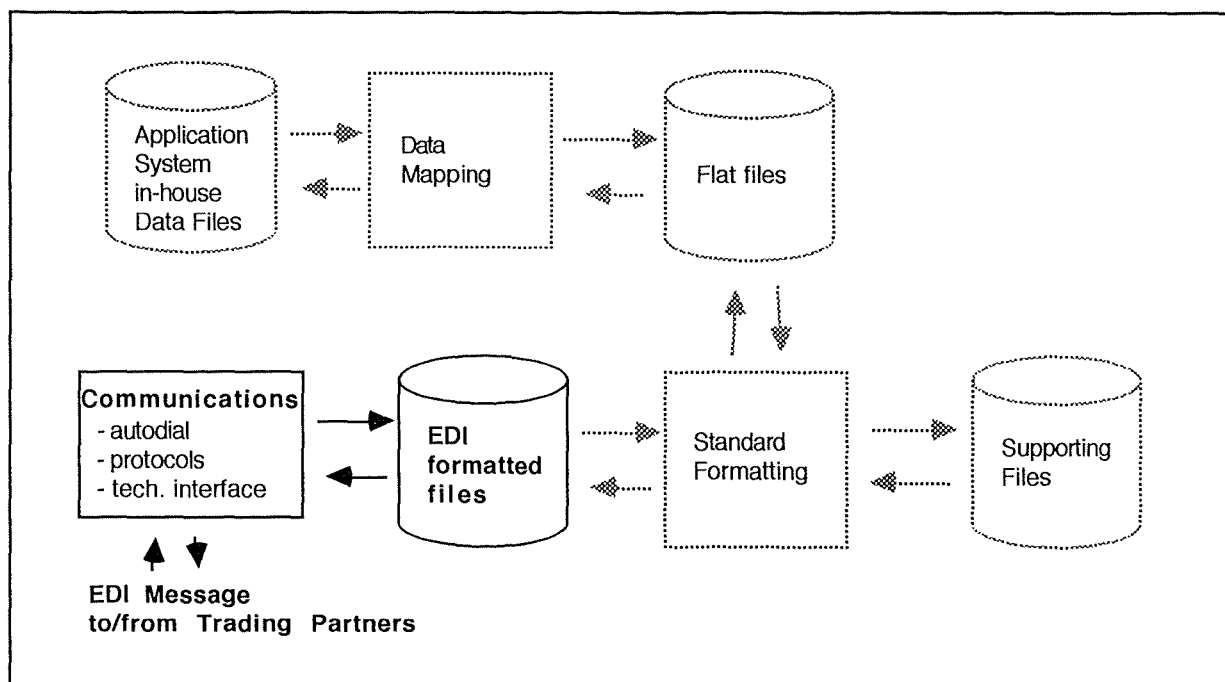 Application
System
in-house
Data Files
Data
Mapping
Flat files
Communications
- autodial
- protocols
- tech. interface
EDI
formatted
files
Standard
Formatting
Supporting
Files
EDI Message
to/from Trading Partners